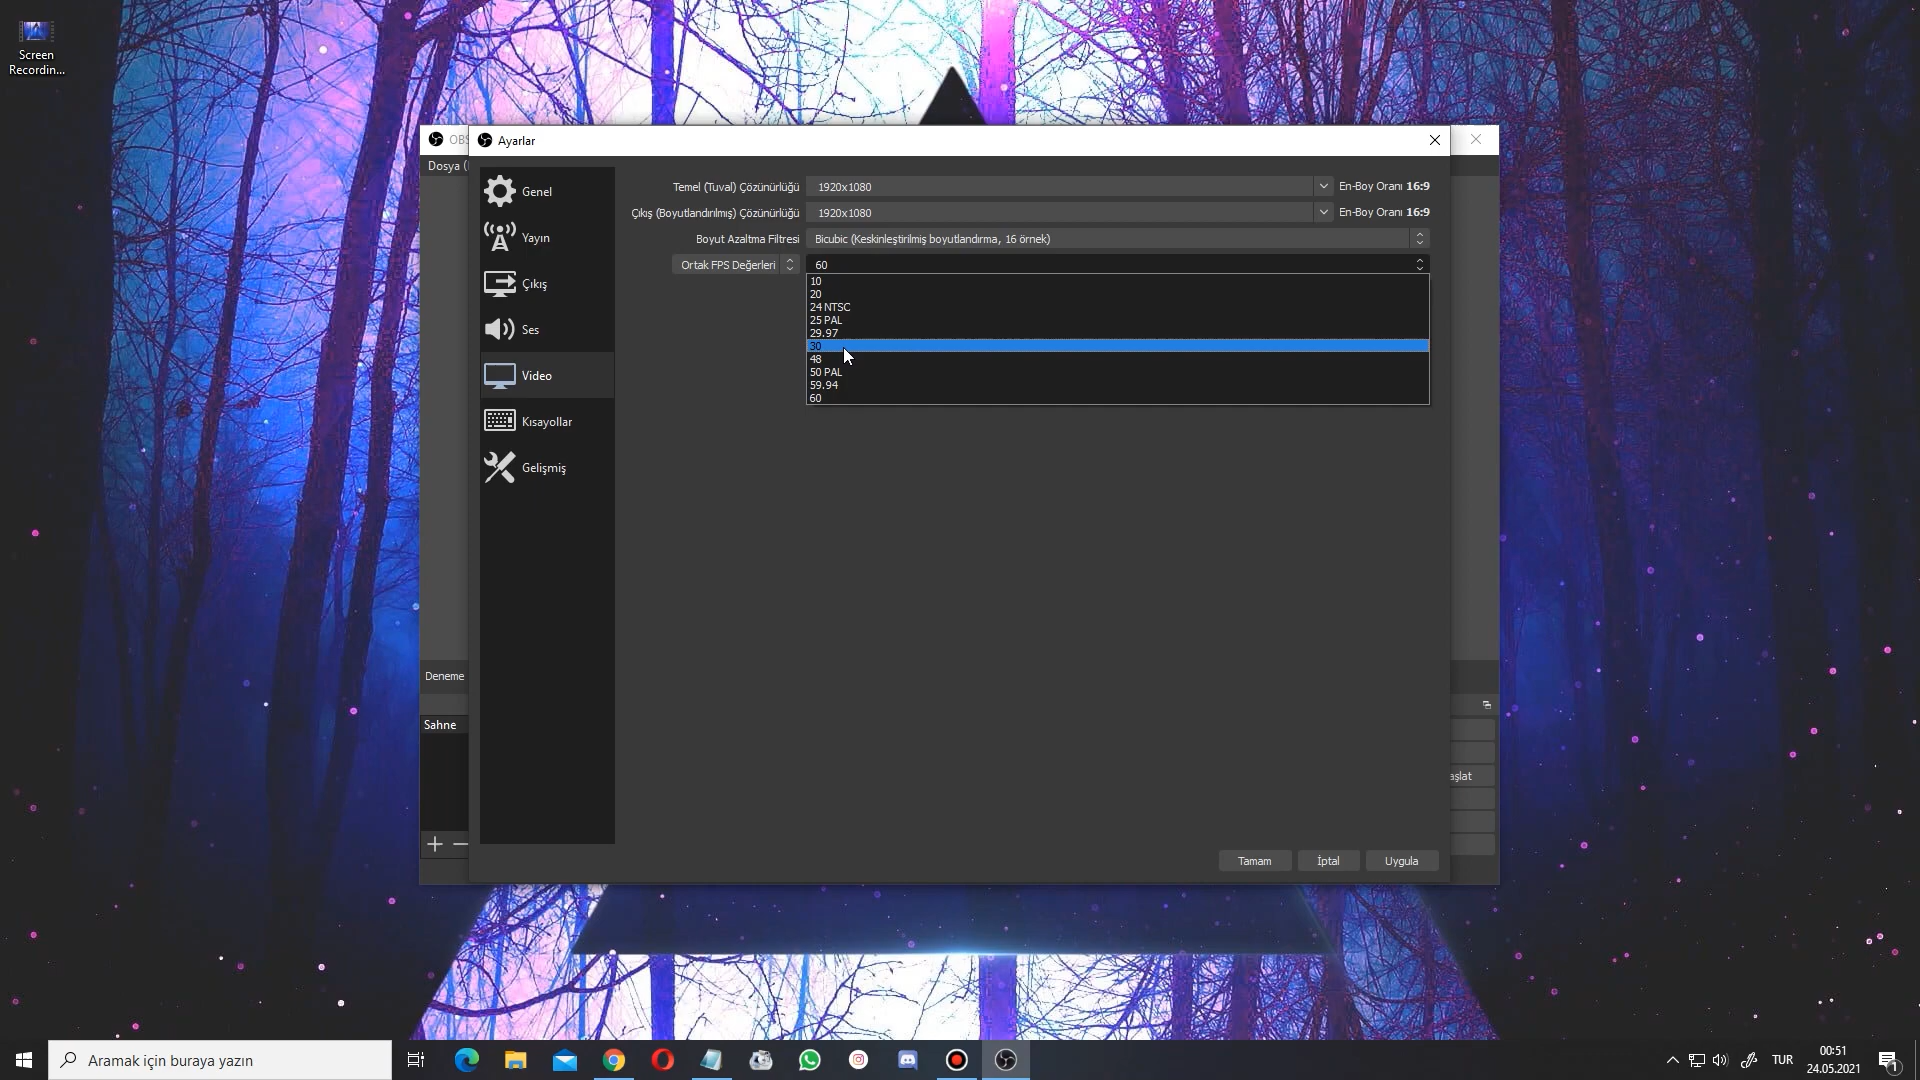 Screen
Recordin...
OBS
Ayarlar
Dosya (
Genel
Yayın
Çıkış
Ses
Video
Kısayollar
Gelişmiş
Temel (Tuval) Çözünürlüğü
1920x1080
En-Boy Oranı 16:9
Çıkış (Boyutlandırılmış) Çözünürlüğü
1920x1080
En-Boy Oranı 16:9
Boyut Azaltma Filtresi
Bicubic (Keskinleştirilmiş boyutlandırma, 16 örnek)
Ortak FPS Değerleri
60
10
20
24 NTSC
25 PAL
29.97
30
48
50 PAL
59.94
60
Deneme
Sahne
aşlat
Tamam
İptal
Uygula
Aramak için buraya yazın
TUR
00:51
24.05.2021
1